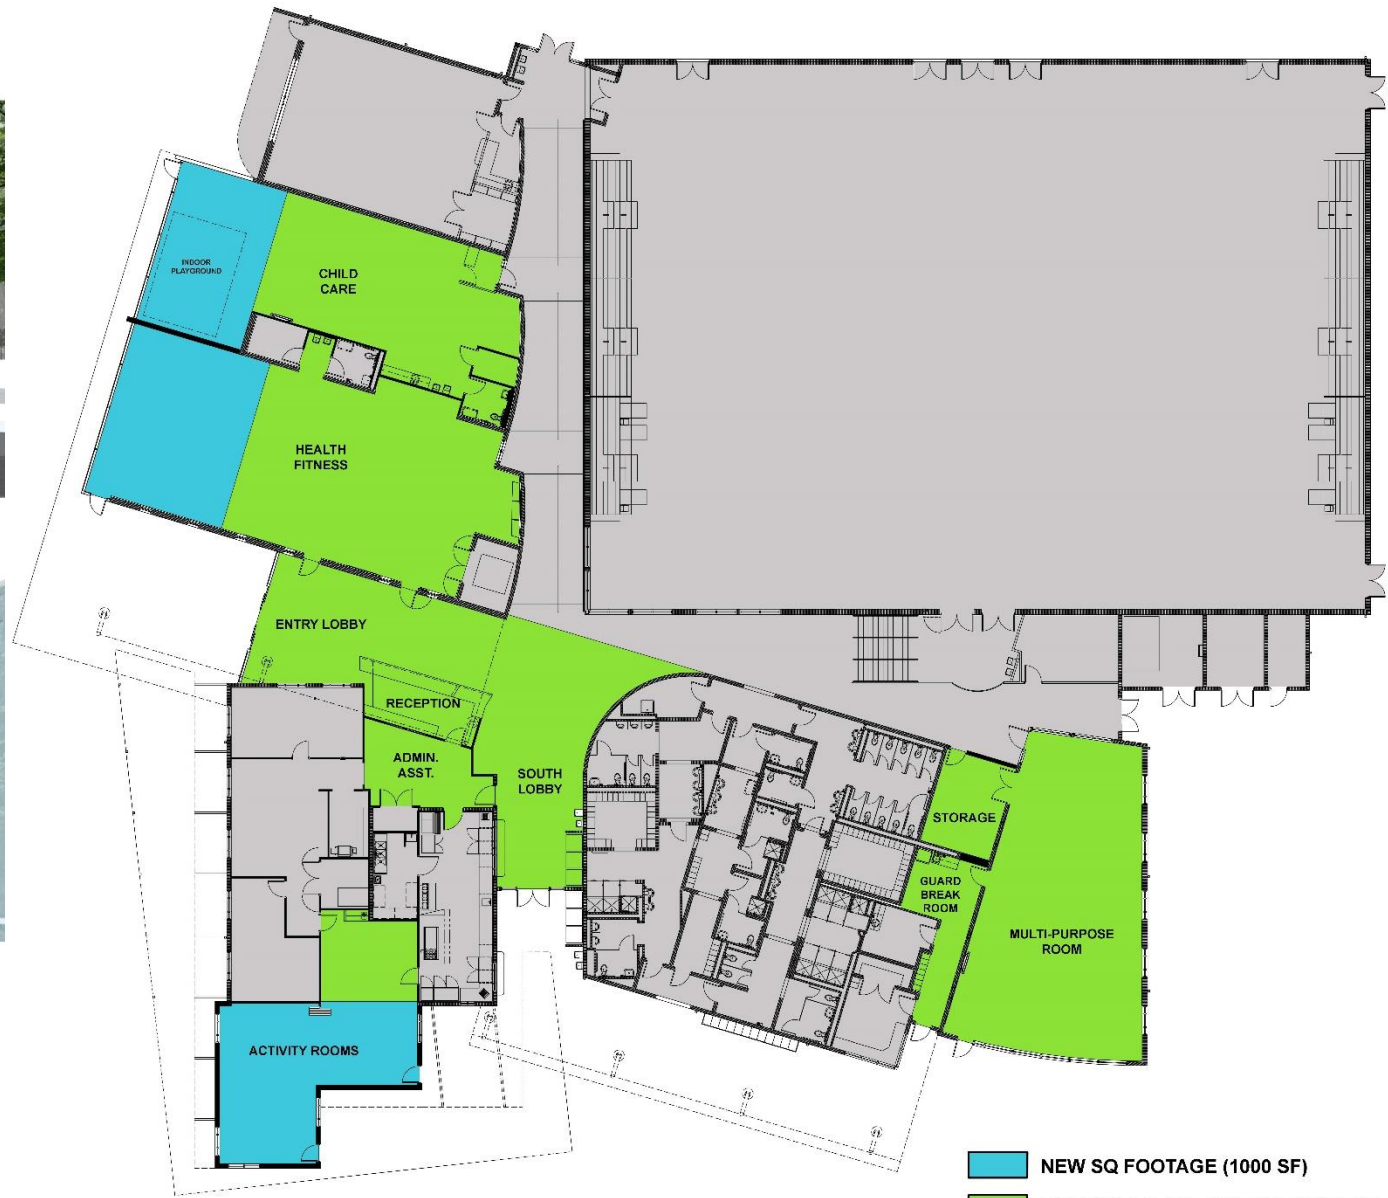 INDOOR
PLAYGROUND
CHILD
CARE
HEALTH
FITNESS
ENTRY LOBBY
RECEPTION
ADMIN.
ASST.
SOUTH
LOBBY
STORAGE
GUARD
BREAK
ROOM
MULTI-PURPOSE
ROOM
ACTIVITY ROOMS
NEW SQ FOOTAGE (1000 SF)